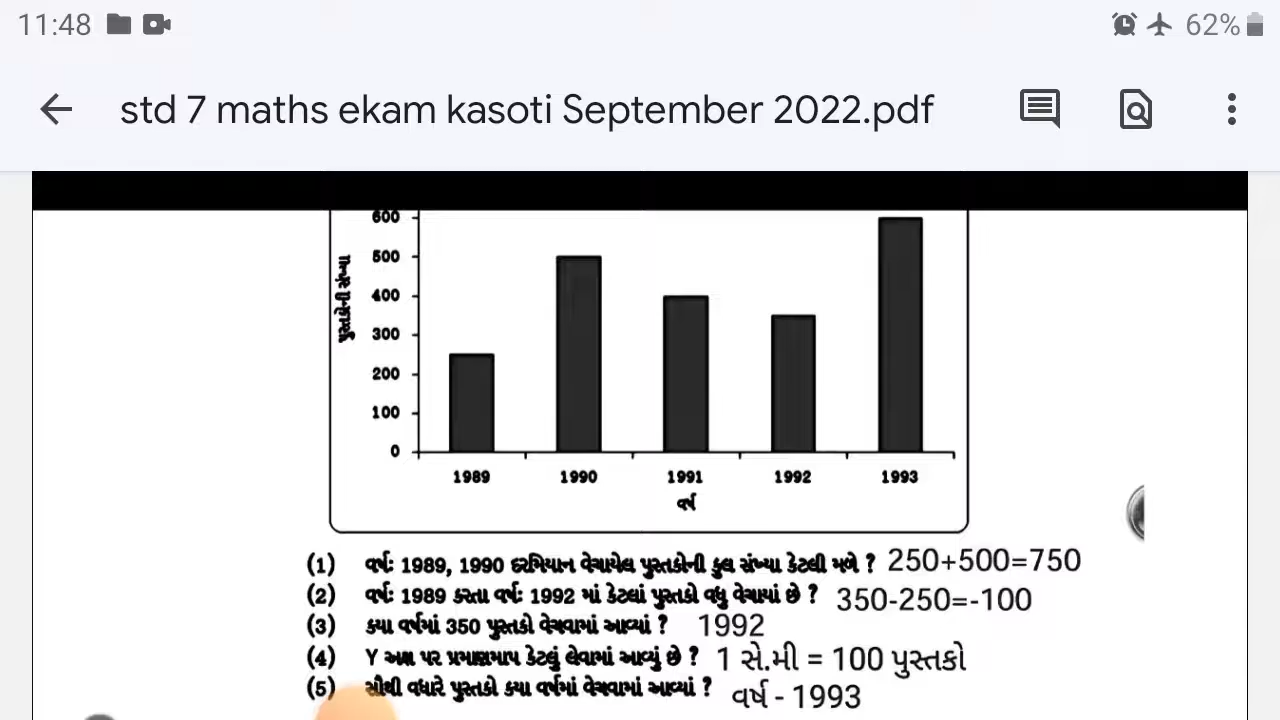 11:48 62%
std 7 maths ekam kasoti September 2022.pdf
600
500
400
300
200
100
0
પુસ્તકોની સંખ્યા
1989 1990 1991 1992 1993
વર્ષ
(1) વર્ષઃ 1989, 1990 દરમિયાન વેચાયેલ પુસ્તકોની કુલ સંખ્યા કેટલી મળે ? 250+500=750
(2) વર્ષઃ 1989 કરતા વર્ષઃ 1992 માં કેટલાં પુસ્તકો વધુ વેચાયાં છે ? 350-250=-100
(3) કયા વર્ષમાં 350 પુસ્તકો વેચવામાં આવ્યાં ? 1992
(4) Y અક્ષ પર પ્રમાણમાપ કેટલું લેવામાં આવ્યું છે ? 1 સે.મી = 100 પુસ્તકો
(5) સૌથી વધારે પુસ્તકો કયા વર્ષમાં વેચવામાં આવ્યાં ? વર્ષ - 1993